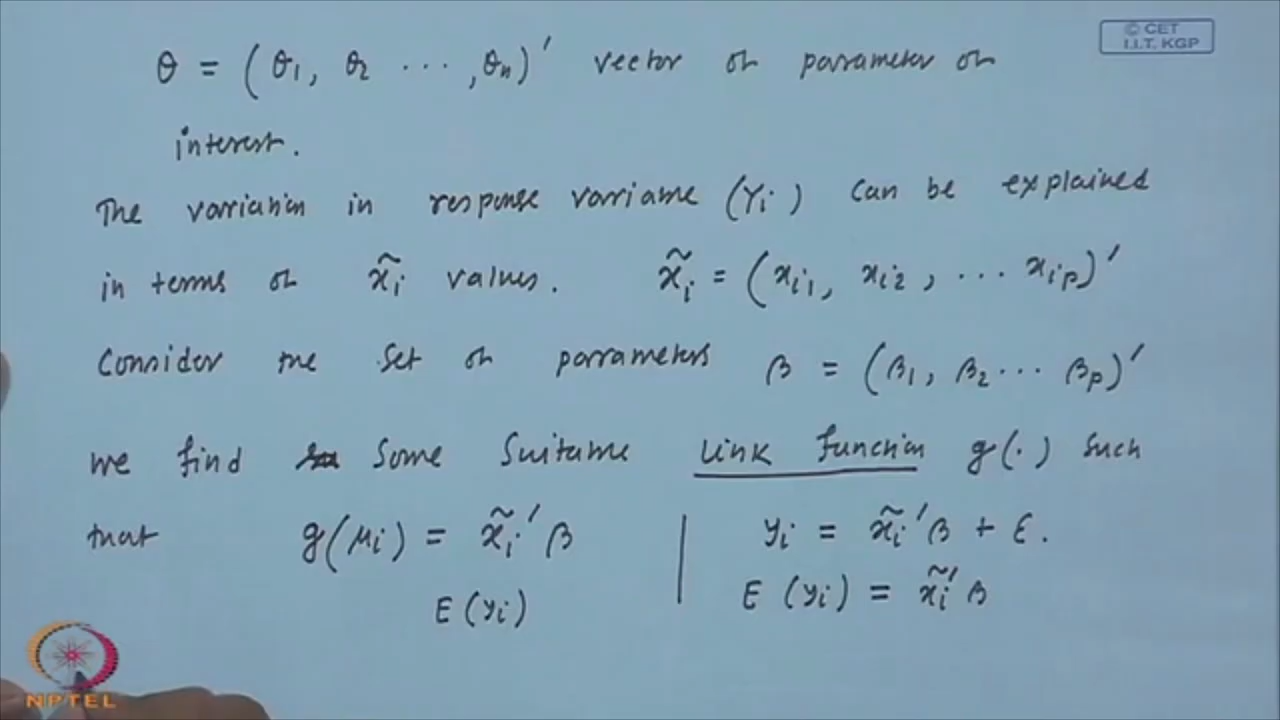 © CET
I.I.T. KGP
θ = (θ₁, θ₂ ⋯ , θₙ)′ vector of parameter of
interest.
The variation in response variable (Yᵢ) can be explained
in terms of x̃ᵢ values. x̃ᵢ = (xᵢ₁, xᵢ₂, ⋯ xᵢₚ)′
Consider the set of parameters β = (β₁, β₂ ⋯ βₚ)′
we find some suitable Link function g(·) such
that g(μᵢ) = x̃ᵢ′ β | yᵢ = x̃ᵢ′β + ε.
E(yᵢ) E(yᵢ) = x̃ᵢ′ β
NPTEL